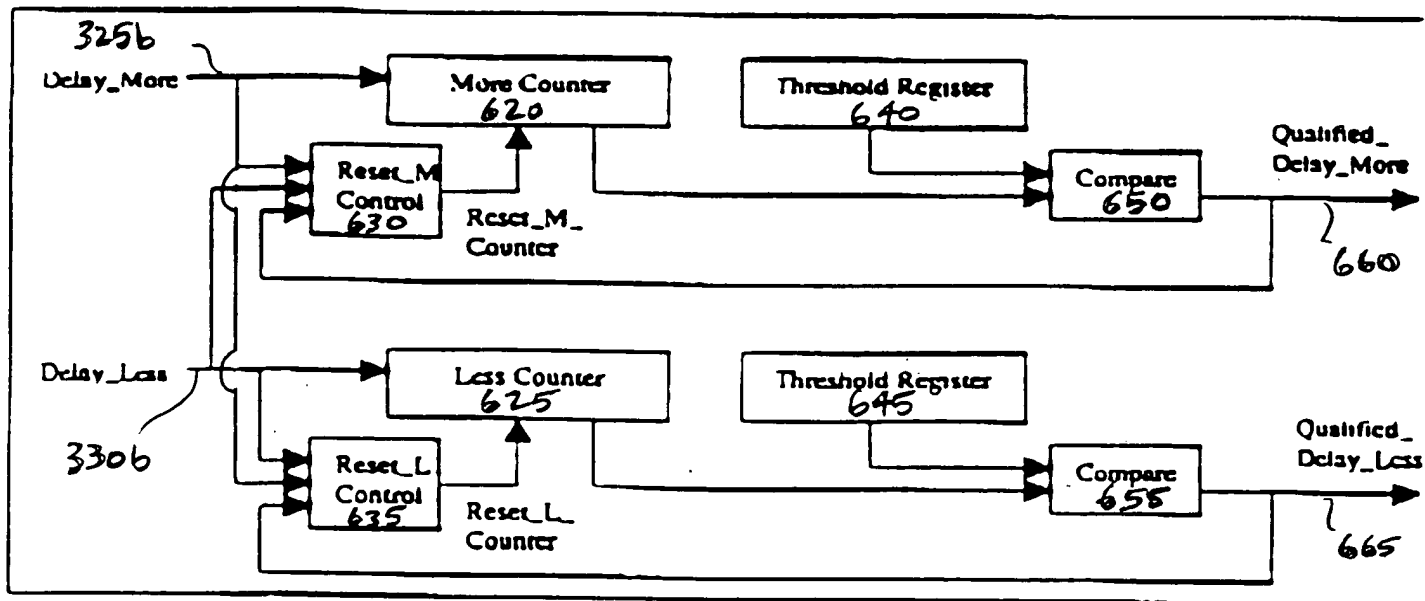 325b
Delay_More
More Counter
620
Threshold Register
640
Reset_M
Control
630
Reset_M_
Counter
Compare
650
Qualified_
Delay_More
660
Delay_Less
Less Counter
625
Threshold Register
645
330b
Reset_L
Control
635
Reset_L_
Counter
Compare
655
Qualified_
Delay_Less
665